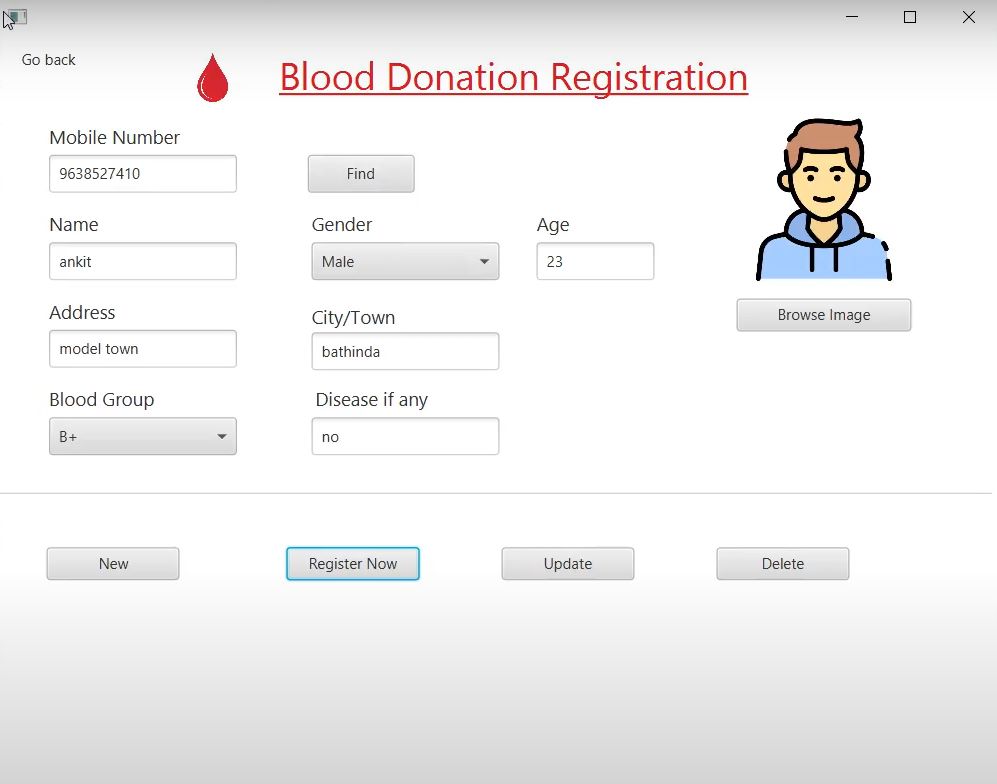 Go back
Blood Donation Registration
Mobile Number
9638527410
Find
Name
Gender
Age
ankit
Male
23
Address
City/Town
Browse Image
model town
bathinda
Blood Group
Disease if any
B+
no
New
Register Now
Update
Delete